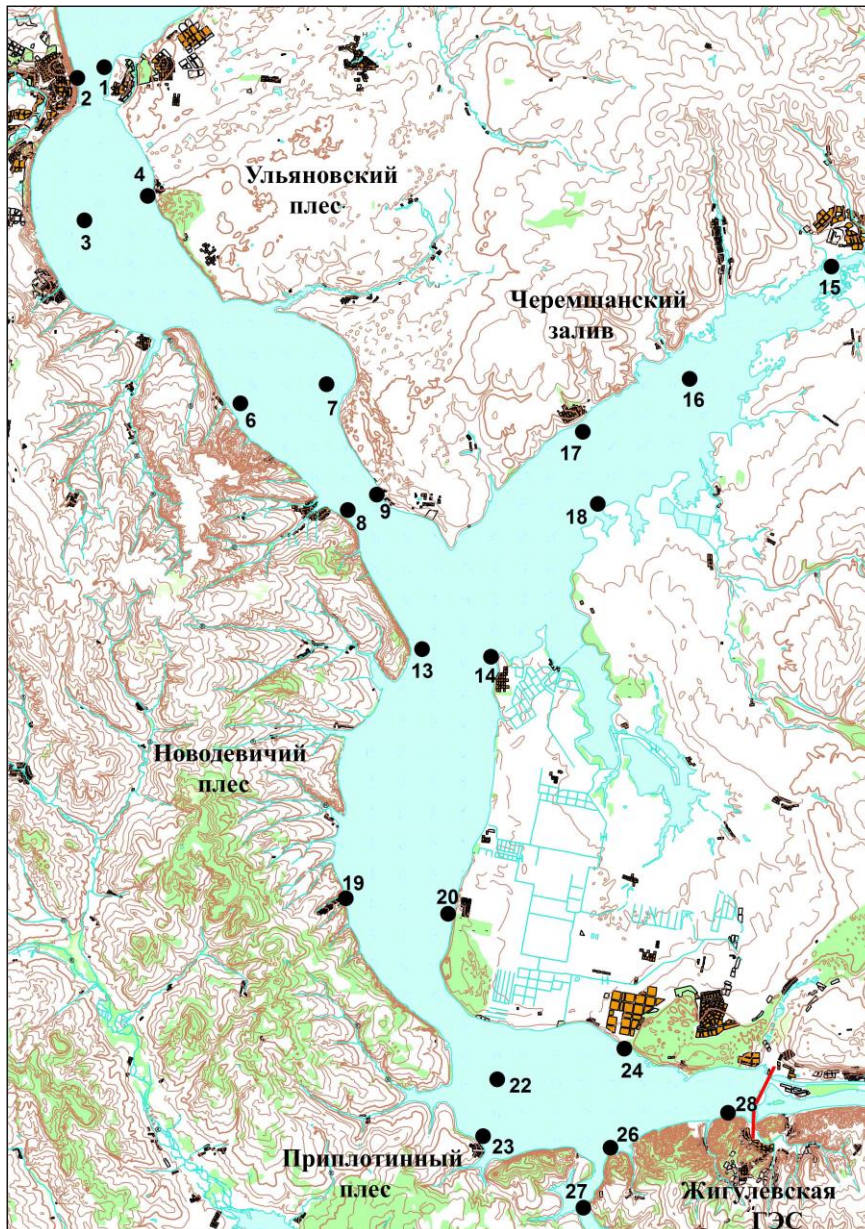 1
2
4
Ульяновский
плес
3
15
Черемшанский
залив
16
7
6
17
9
8
18
13
14
Новодевичий
плес
19
20
24
22
28
23
26
Приплотинный
плес
27
Жигулевская
ГЭС